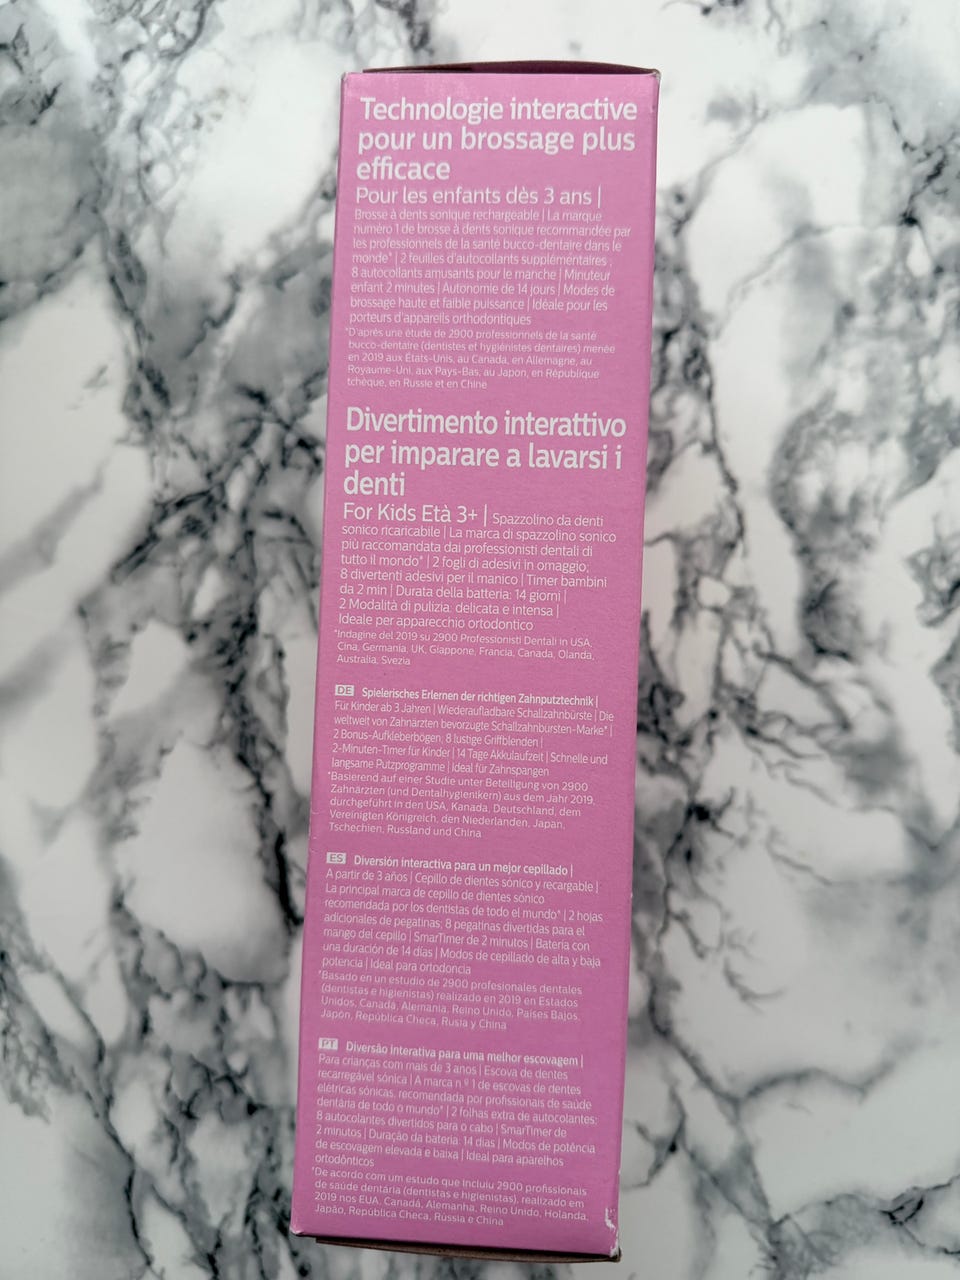 Technologie interactive
pour un brossage plus
efficace
Pour les enfants dès 3 ans |
Brosse à dents sonique rechargeable | La marque
numéro 1 de brosse à dents sonique recommandée par
les professionnels de la santé bucco-dentaire dans le
monde* | 2 feuilles d'autocollants supplémentaires ;
8 autocollants amusants pour le manche | Minuteur
enfant 2 minutes | Autonomie de 14 jours | Modes de
brossage haute et faible puissance | Idéale pour les
porteurs d'appareils orthodontiques
*D'après une étude de 2900 professionnels de la santé
bucco-dentaire (dentistes et hygiénistes dentaires) menée
en 2019 aux États-Unis, au Canada, en Allemagne, au
Royaume-Uni, aux Pays-Bas, au Japon, en République
tchèque, en Russie et en Chine
Divertimento interattivo
per imparare a lavarsi i
denti
For Kids Età 3+ | Spazzolino da denti
sonico ricaricabile | La marca di spazzolino sonico
più raccomandata dai professionisti dentali di
tutto il mondo* | 2 fogli di adesivi in omaggio;
8 divertenti adesivi per il manico | Timer bambini
da 2 min | Durata della batteria: 14 giorni |
2 Modalità di pulizia: delicata e intensa |
Ideale per apparecchio ortodontico
*Indagine del 2019 su 2900 Professionisti Dentali in USA,
Cina, Germania, UK, Giappone, Francia, Canada, Olanda,
Australia, Svezia
DE Spielerisches Erlernen der richtigen Zahnputztechnik |
Für Kinder ab 3 Jahren | Wiederaufladbare Schallzahnbürste | Die
weltweit von Zahnärzten bevorzugte Schallzahnbürsten-Marke* |
2 Bonus-Aufkleberbögen; 8 lustige Griffblenden |
2-Minuten-Timer für Kinder | 14 Tage Akkulaufzeit | Schnelle und
langsame Putzprogramme | Ideal für Zahnspangen
*Basierend auf einer Studie unter Beteiligung von 2900
Zahnärzten (und Dentalhygienikern) aus dem Jahr 2019,
durchgeführt in den USA, Kanada, Deutschland, dem
Vereinigten Königreich, den Niederlanden, Japan,
Tschechien, Russland und China
ES Diversión interactiva para un mejor cepillado |
A partir de 3 años | Cepillo de dientes sónico y recargable |
La principal marca de cepillo de dientes sónico
recomendada por los dentistas de todo el mundo* | 2 hojas
adicionales de pegatinas; 8 pegatinas divertidas para el
mango del cepillo | SmarTimer de 2 minutos | Batería con
una duración de 14 días | Modos de cepillado de alta y baja
potencia | Ideal para ortodoncia
*Basado en un estudio de 2900 profesionales dentales
(dentistas e higienistas) realizado en 2019 en Estados
Unidos, Canadá, Alemania, Reino Unido, Países Bajos,
Japón, República Checa, Rusia y China
PT Diversão interativa para uma melhor escovagem |
Para crianças com mais de 3 anos | Escova de dentes
recarregável sónica | A marca n.º 1 de escovas de dentes
elétricas sónicas, recomendada por profissionais de saúde
dentária de todo o mundo* | 2 folhas extra de autocolantes;
8 autocolantes divertidos para o cabo | SmarTimer de
2 minutos | Duração da bateria: 14 dias | Modos de potência
de escovagem elevada e baixa | Ideal para aparelhos
ortodônticos
*De acordo com um estudo que incluiu 2900 profissionais
de saúde dentária (dentistas e higienistas), realizado em
2019 nos EUA, Canadá, Alemanha, Reino Unido, Holanda,
Japão, República Checa, Rússia e China